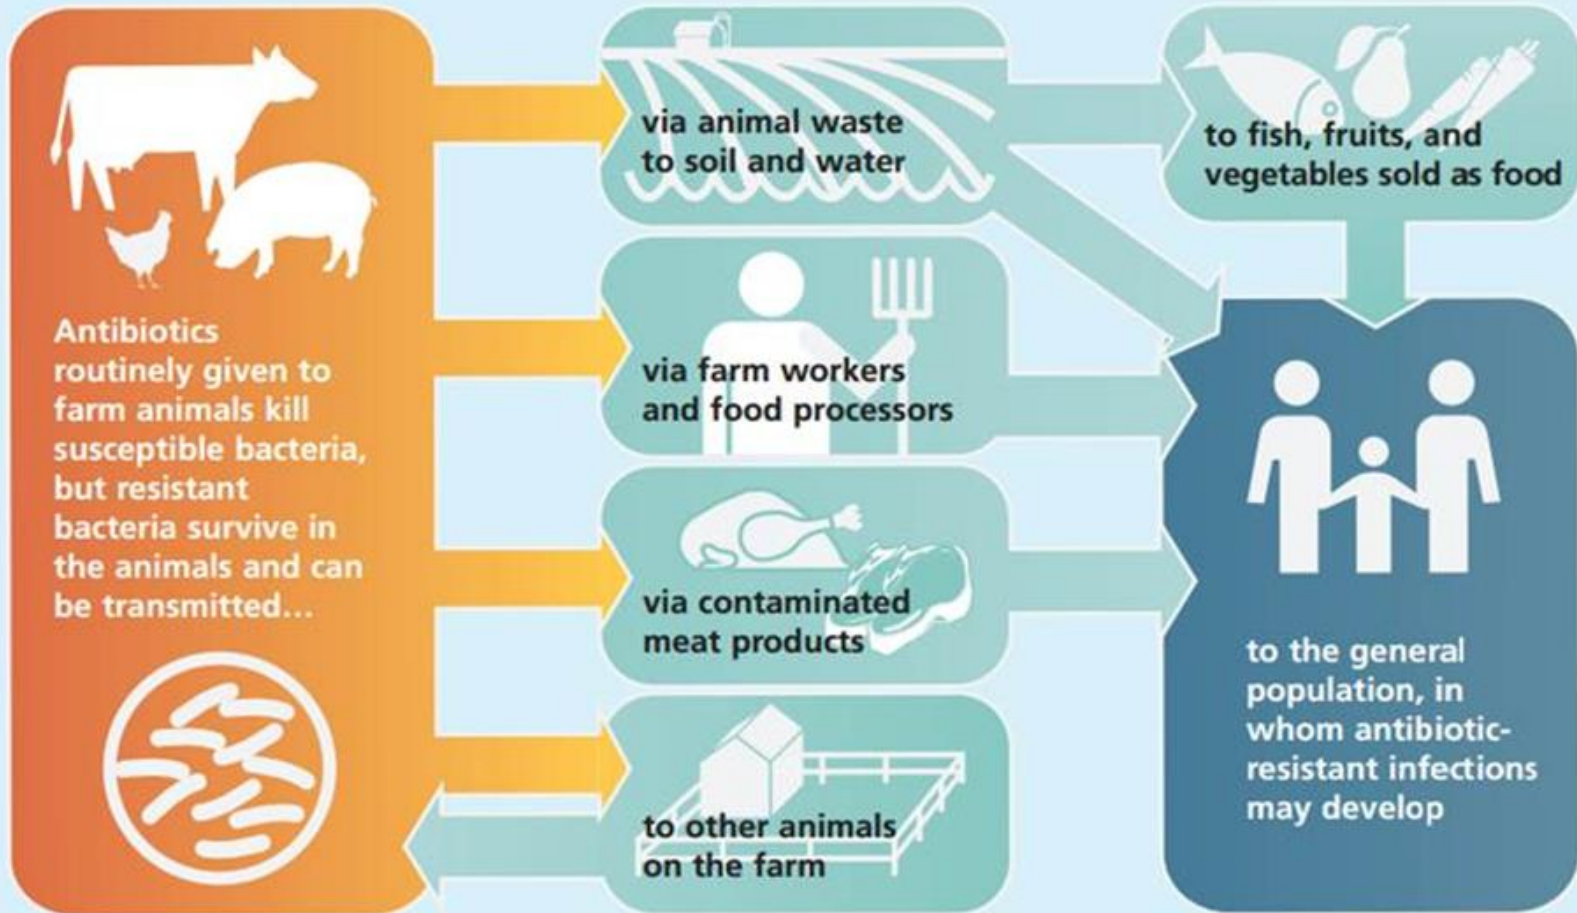 Antibiotics
routinely given to
farm animals kill
susceptible bacteria,
but resistant
bacteria survive in
the animals and can
be transmitted...
via animal waste
to soil and water
to fish, fruits, and
vegetables sold as food
via farm workers
and food processors
via contaminated
meat products
to other animals
on the farm
to the general
population, in
whom antibiotic-
resistant infections
may develop